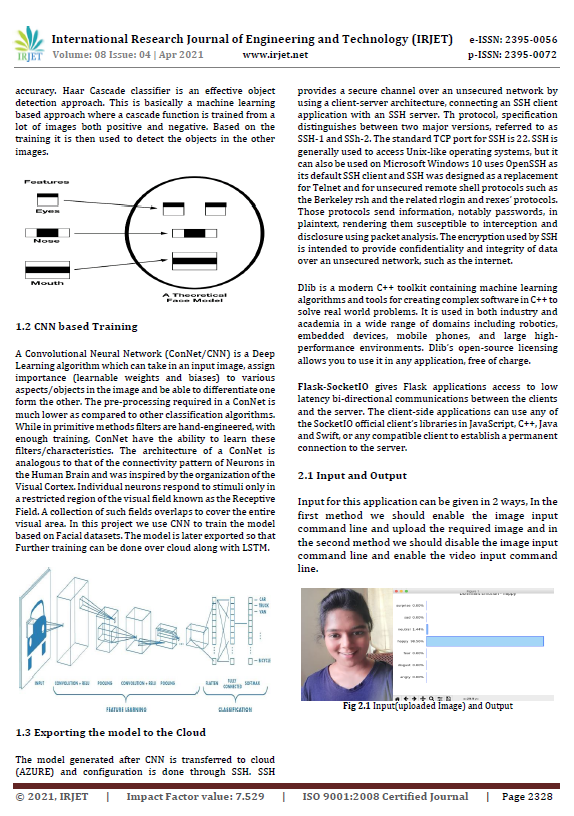 International Research Journal of Engineering and Technology (IRJET)
e-ISSN: 2395-0056
IRJET
Volume: 08 Issue: 04 | Apr 2021
www.irjet.net
p-ISSN: 2395-0072
accuracy. Haar Cascade classifier is an effective object
detection approach. This is basically a machine learning
based approach where a cascade function is trained from a
lot of images both positive and negative. Based on the
training it is then used to detect the objects in the other
images.
Features
Eyes
Nose
Mouth
A Theoretical
Face Model
1.2 CNN based Training
A Convolutional Neural Network (ConNet/CNN) is a Deep
Learning algorithm which can take in an input image, assign
importance (learnable weights and biases) to various
aspects/objects in the image and be able to differentiate one
form the other. The pre-processing required in a ConNet is
much lower as compared to other classification algorithms.
While in primitive methods filters are hand-engineered, with
enough training, ConNet have the ability to learn these
filters/characteristics. The architecture of a ConNet is
analogous to that of the connectivity pattern of Neurons in
the Human Brain and was inspired by the organization of the
Visual Cortex. Individual neurons respond to stimuli only in
a restricted region of the visual field known as the Receptive
Field. A collection of such fields overlaps to cover the entire
visual area. In this project we use CNN to train the model
based on Facial datasets. The model is later exported so that
Further training can be done over cloud along with LSTM.
CAR
TRUCK
VAN
BICYCLE
INPUT
CONVOLUTION + RELU
POOLING
CONVOLUTION + RELU
POOLING
FLATTEN
FULLY
CONNECTED
SOFTMAX
FEATURE LEARNING
CLASSIFICATION
1.3 Exporting the model to the Cloud
The model generated after CNN is transferred to cloud
(AZURE) and configuration is done through SSH. SSH
provides a secure channel over an unsecured network by
using a client-server architecture, connecting an SSH client
application with an SSH server. Th protocol, specification
distinguishes between two major versions, referred to as
SSH-1 and SSh-2. The standard TCP port for SSH is 22. SSH is
generally used to access Unix-like operating systems, but it
can also be used on Microsoft Windows 10 uses OpenSSH as
its default SSH client and SSH was designed as a replacement
for Telnet and for unsecured remote shell protocols such as
the Berkeley rsh and the related rlogin and rexes' protocols.
Those protocols send information, notably passwords, in
plaintext, rendering them susceptible to interception and
disclosure using packet analysis. The encryption used by SSH
is intended to provide confidentiality and integrity of data
over an unsecured network, such as the internet.
Dlib is a modern C++ toolkit containing machine learning
algorithms and tools for creating complex software in C++ to
solve real world problems. It is used in both industry and
academia in a wide range of domains including robotics,
embedded devices, mobile phones, and large high-
performance environments. Dlib's open-source licensing
allows you to use it in any application, free of charge.
Flask-SocketIO gives Flask applications access to low
latency bi-directional communications between the clients
and the server. The client-side applications can use any of
the SocketIO official client's libraries in JavaScript, C++, Java
and Swift, or any compatible client to establish a permanent
connection to the server.
2.1 Input and Output
Input for this application can be given in 2 ways, In the
first method we should enable the image input
command line and upload the required image and in
the second method we should disable the image input
command line and enable the video input command
line.
surprise 0.60%
sad 0.00%
neutral
happy
fear 0.00%
disgust 0.00%
angry 0.00%
Fig 2.1 Input(uploaded Image) and Output
© 2021, IRJET | Impact Factor value: 7.529 | ISO 9001:2008 Certified Journal | Page 2328